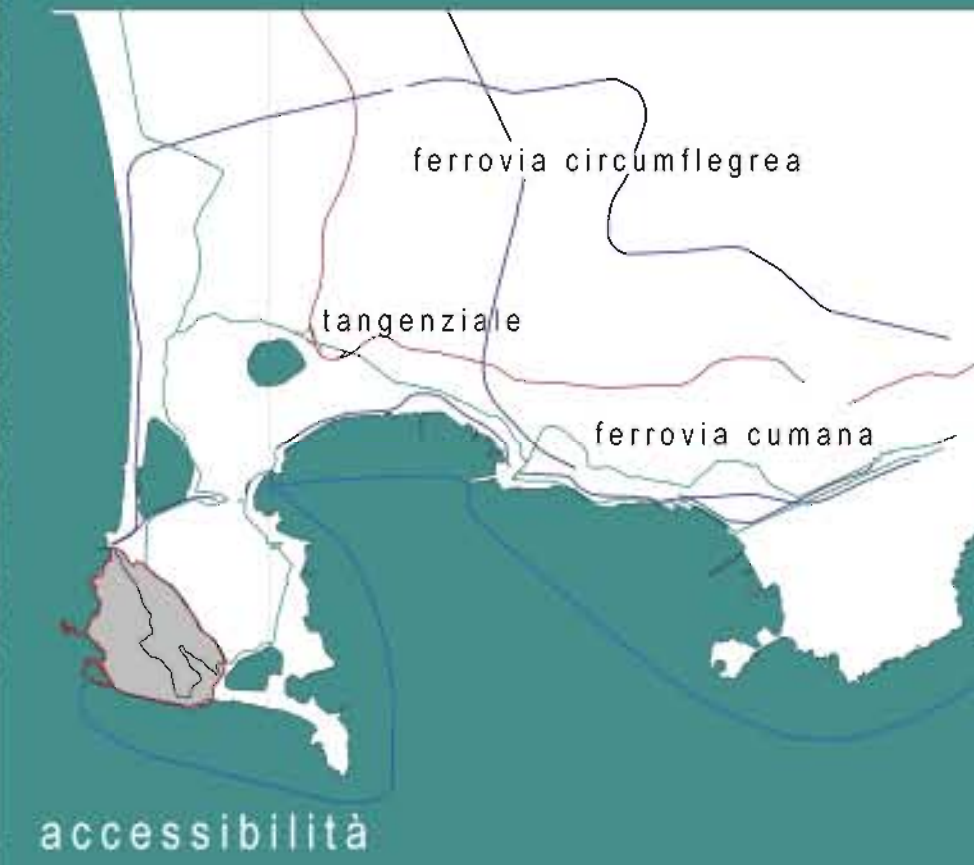 ferrovia circumflegrea
tangenziale
ferrovia cumana
accessibilità